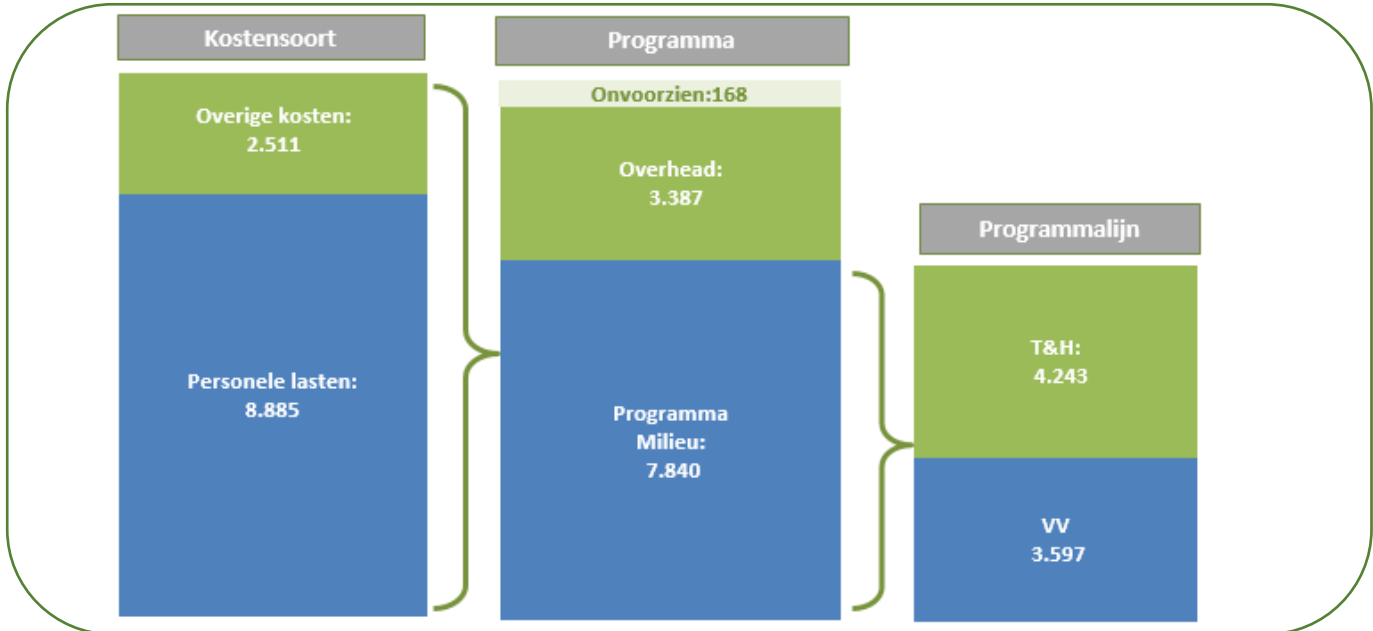 Kostensoort
Overige kosten:
2.511
Personele lasten:
8.885
Programma
Onvoorzien:168
Overhead:
3.387
Programma
Milieu:
7.840
Programmalijn
T&H:
4.243
VV
3.597